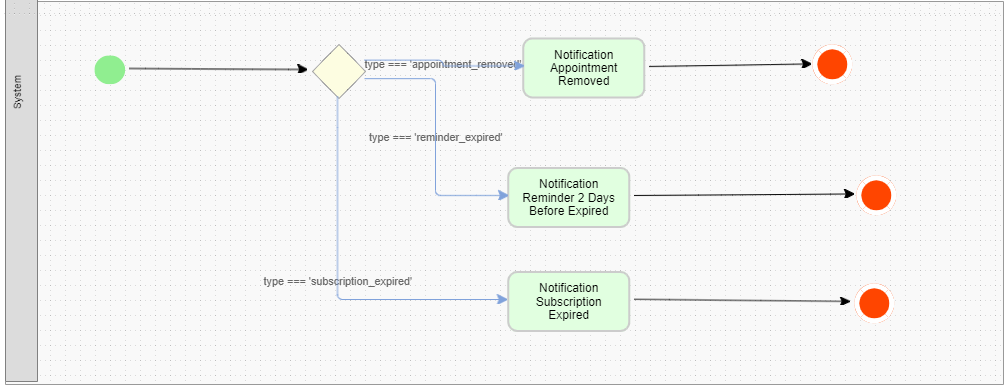 System
type === 'appointment_removed'
Notification
Appointment
Removed
type === 'reminder_expired'
Notification
Reminder 2 Days
Before Expired
type === 'subscription_expired'
Notification
Subscription
Expired